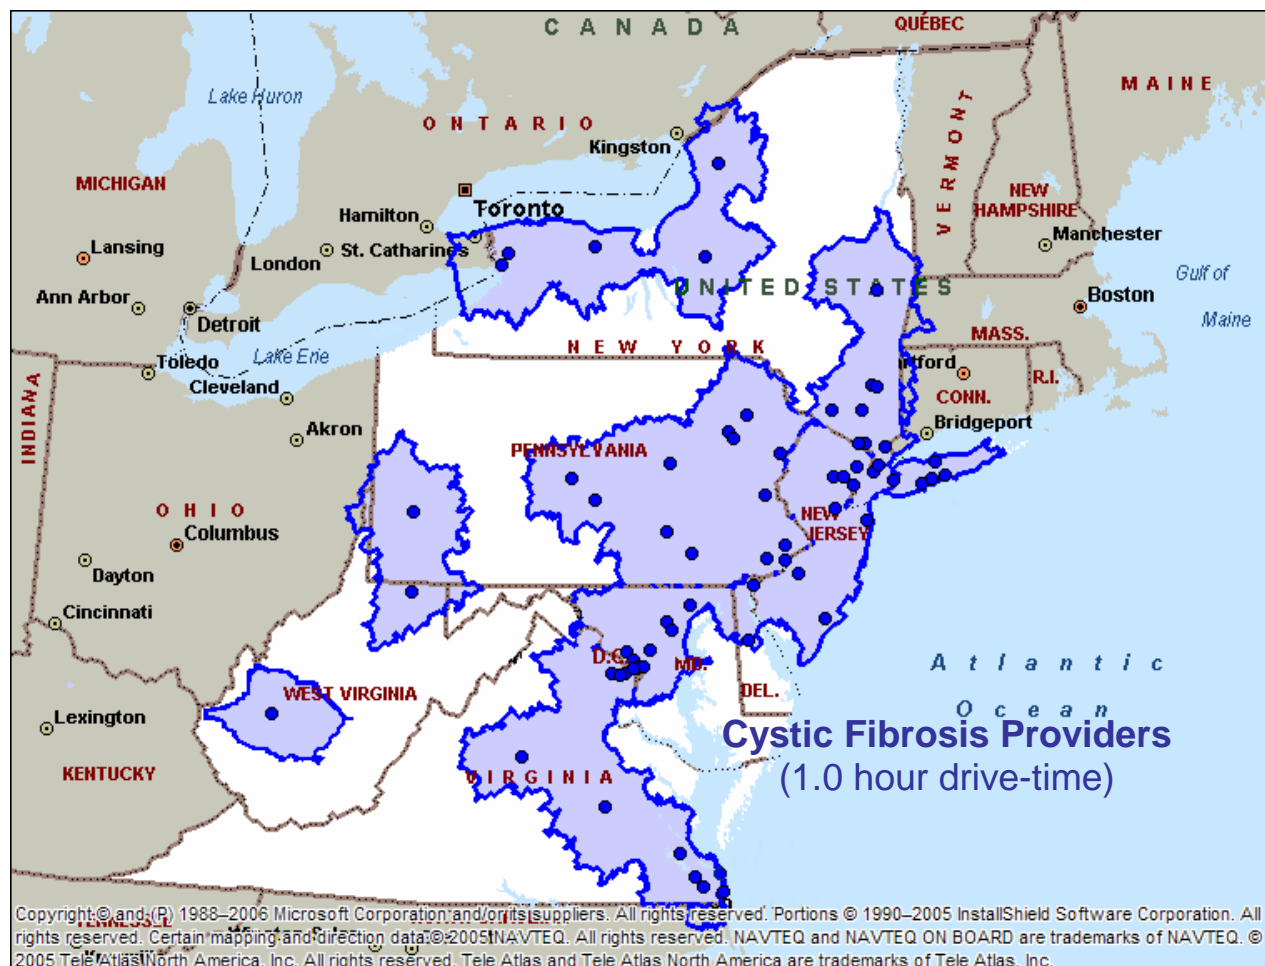 CANADA
QUÉBEC
MAINE
Lake Huron
ONTARIO
VERMONT
Kingston
MICHIGAN
NEW
HAMPSHIRE
Toronto
Hamilton
Manchester
Lansing
St. Catharines
London
Gulf of
Maine
UNITED STATES
Ann Arbor
Boston
Detroit
MASS.
NEW YORK
Lake Erie
Toledo
rtford
R.I.
Cleveland
CONN.
INDIANA
Akron
Bridgeport
PENNSYLVANIA
OHIO
NEW
JERSEY
Columbus
Dayton
Cincinnati
D.C.
MD.
Atlantic
Ocean
DEL.
WEST VIRGINIA
Lexington
Cystic Fibrosis Providers
(1.0 hour drive-time)
KENTUCKY
VIRGINIA
Copyright © and (P) 1988–2006 Microsoft Corporation and/or its suppliers. All rights reserved. Portions © 1990–2005 InstallShield Software Corporation. All
rights reserved. Certain mapping and direction data © 2005 NAVTEQ. All rights reserved. NAVTEQ and NAVTEQ ON BOARD are trademarks of NAVTEQ. ©
2005 Tele Atlas North America, Inc. All rights reserved. Tele Atlas and Tele Atlas North America are trademarks of Tele Atlas, Inc.
TENNESSEE